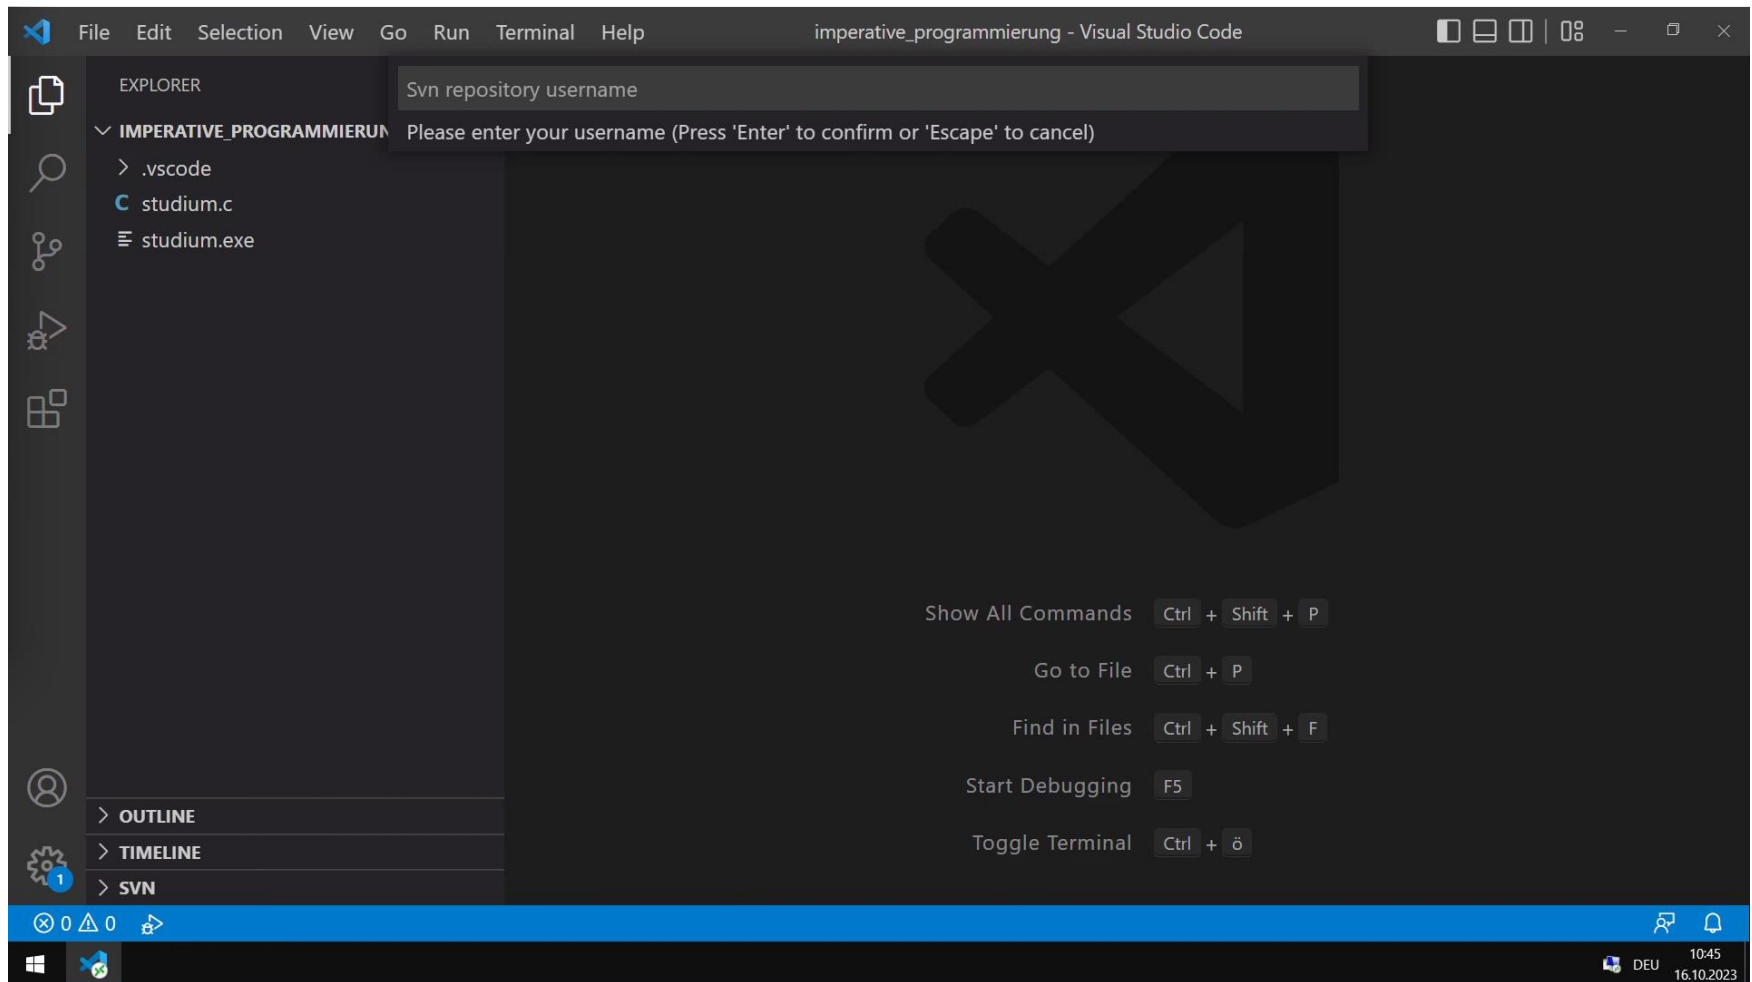 File Edit Selection View Go Run Terminal Help imperative_programmierung - Visual Studio Code
EXPLORER
Svn repository username
Please enter your username (Press 'Enter' to confirm or 'Escape' to cancel)
IMPERATIVE_PROGRAMMIERUN
.vscode
C studium.c
studium.exe
Show All Commands Ctrl + Shift + P
Go to File Ctrl + P
Find in Files Ctrl + Shift + F
Start Debugging F5
Toggle Terminal Ctrl + ö
OUTLINE
TIMELINE
1
SVN
0 0
DEU 10:45
16.10.2023